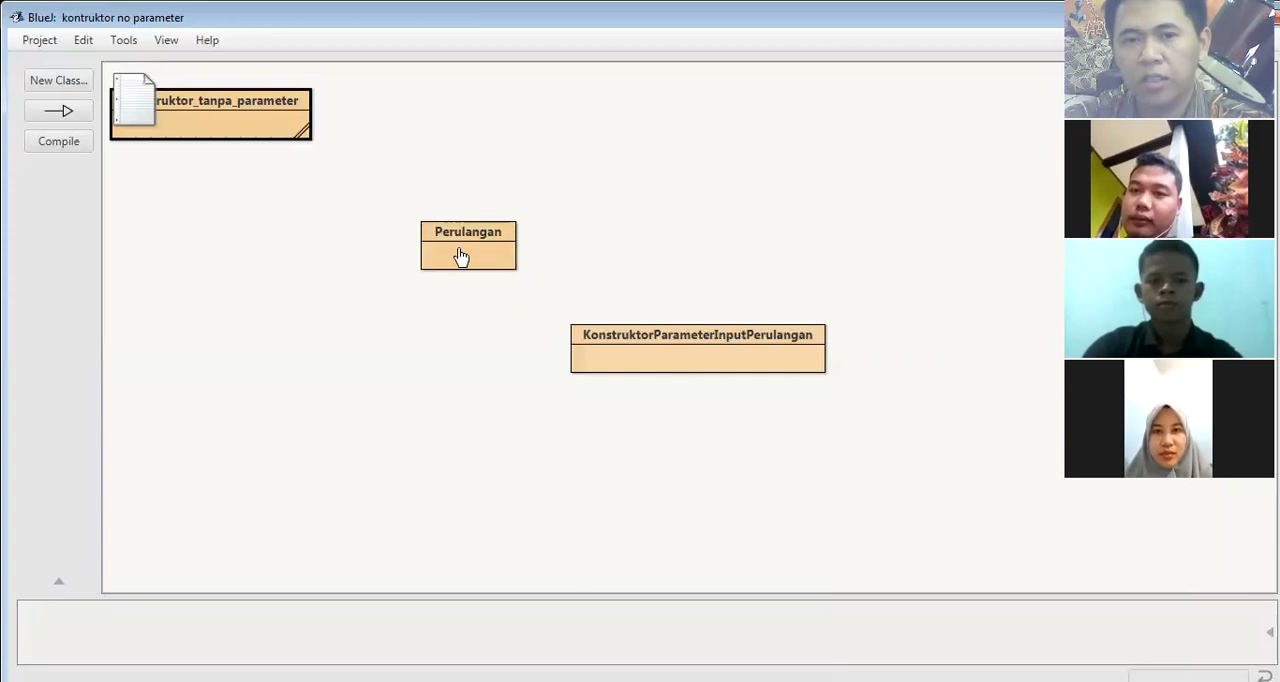 BlueJ: kontruktor no parameter
Project Edit Tools View Help
New Class...
Compile
ruktor_tanpa_parameter
Perulangan
KonstruktorParameterInputPerulangan